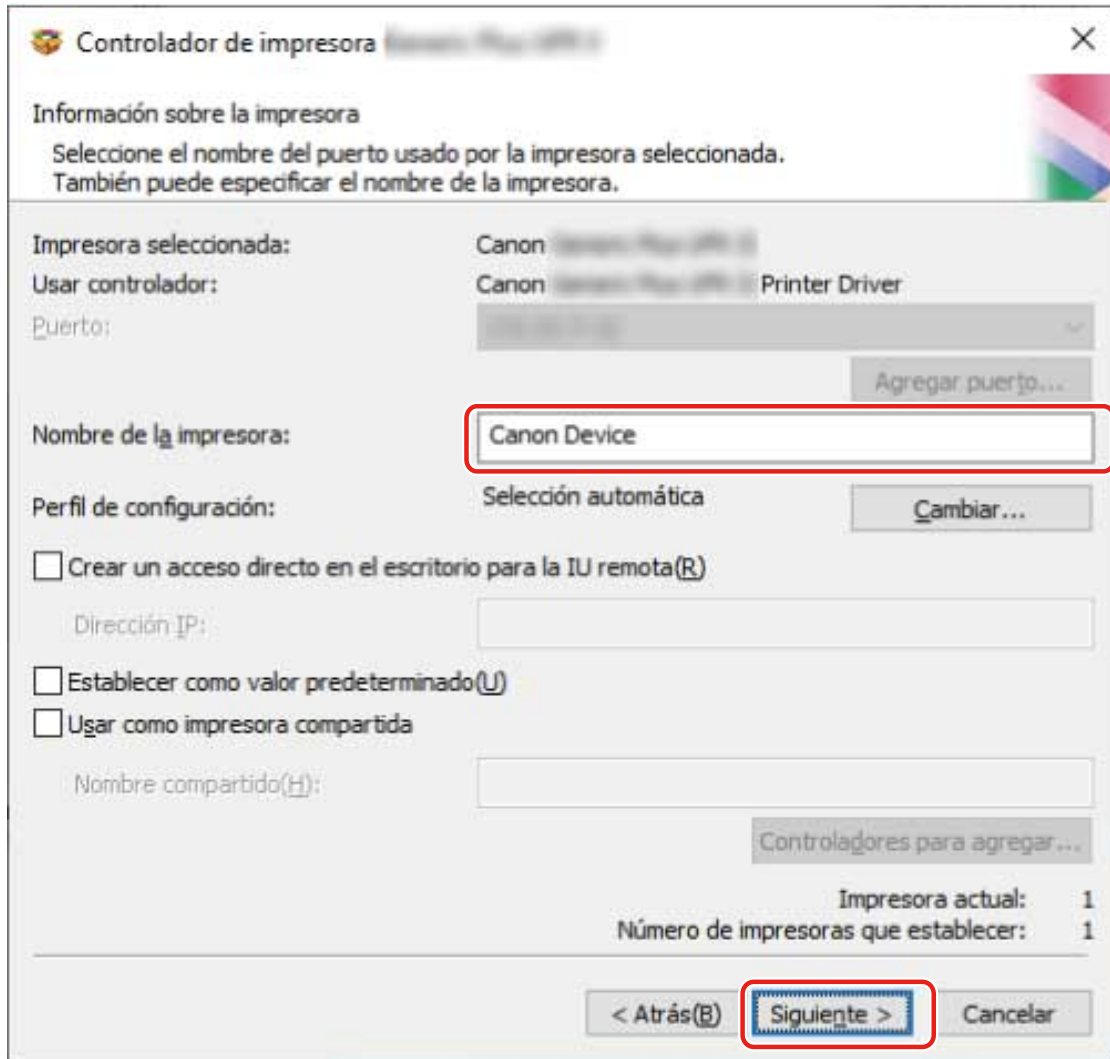 Controlador de impresora
Información sobre la impresora
Seleccione el nombre del puerto usado por la impresora seleccionada.
También puede especificar el nombre de la impresora.
Impresora seleccionada: Canon
Usar controlador: Canon Printer Driver
Puerto:
Agregar puerto...
Nombre de la impresora: Canon Device
Perfil de configuración: Selección automática Cambiar...
Crear un acceso directo en el escritorio para la IU remota(R)
Dirección IP:
Establecer como valor predeterminado(U)
Usar como impresora compartida
Nombre compartido(H):
Controladores para agregar...
Impresora actual: 1
Número de impresoras que establecer: 1
< Atrás(B) Siguiente > Cancelar